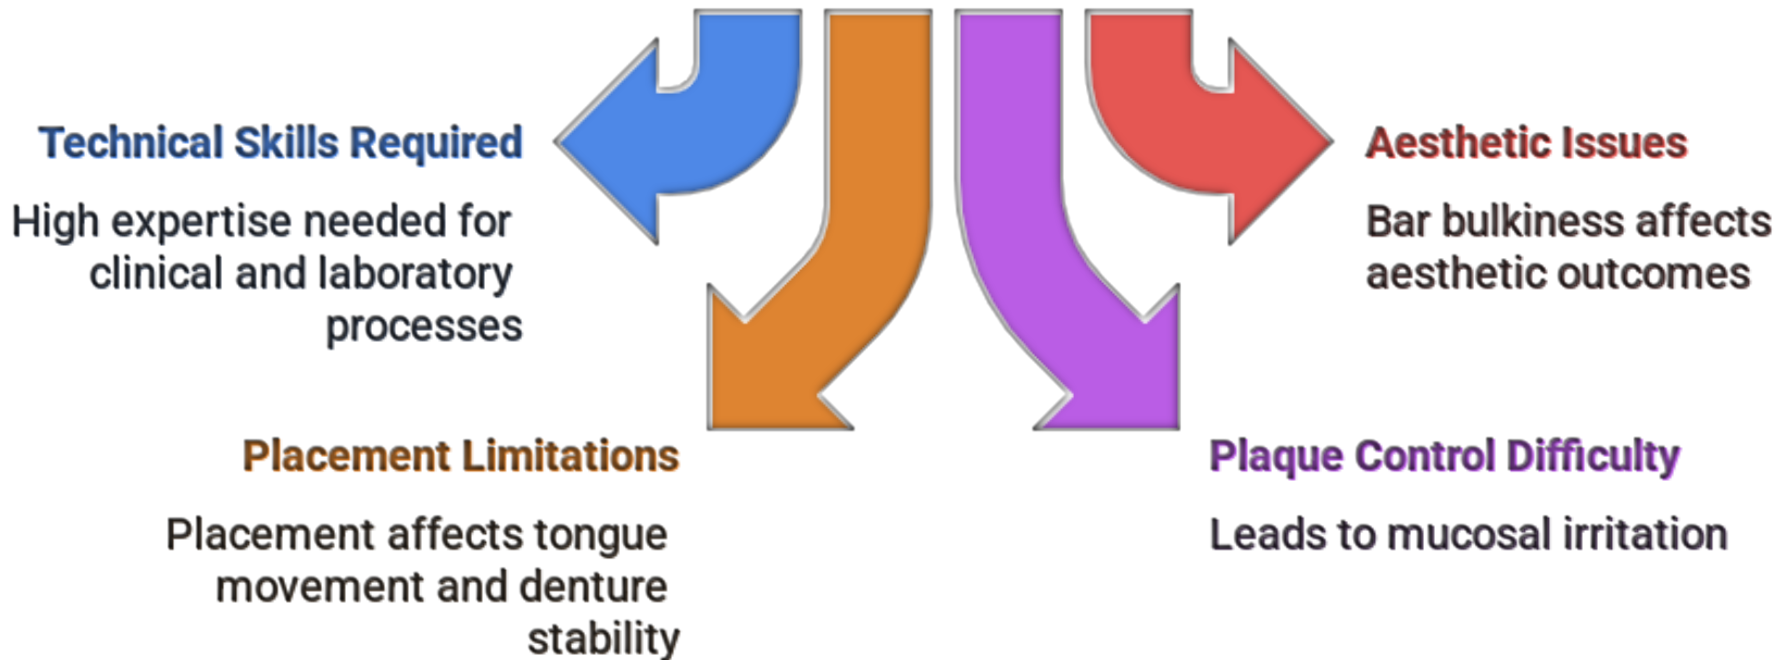 Technical Skills Required
High expertise needed for
clinical and laboratory
processes
Aesthetic Issues
Bar bulkiness affects
aesthetic outcomes
Placement Limitations
Placement affects tongue
movement and denture
stability
Plaque Control Difficulty
Leads to mucosal irritation